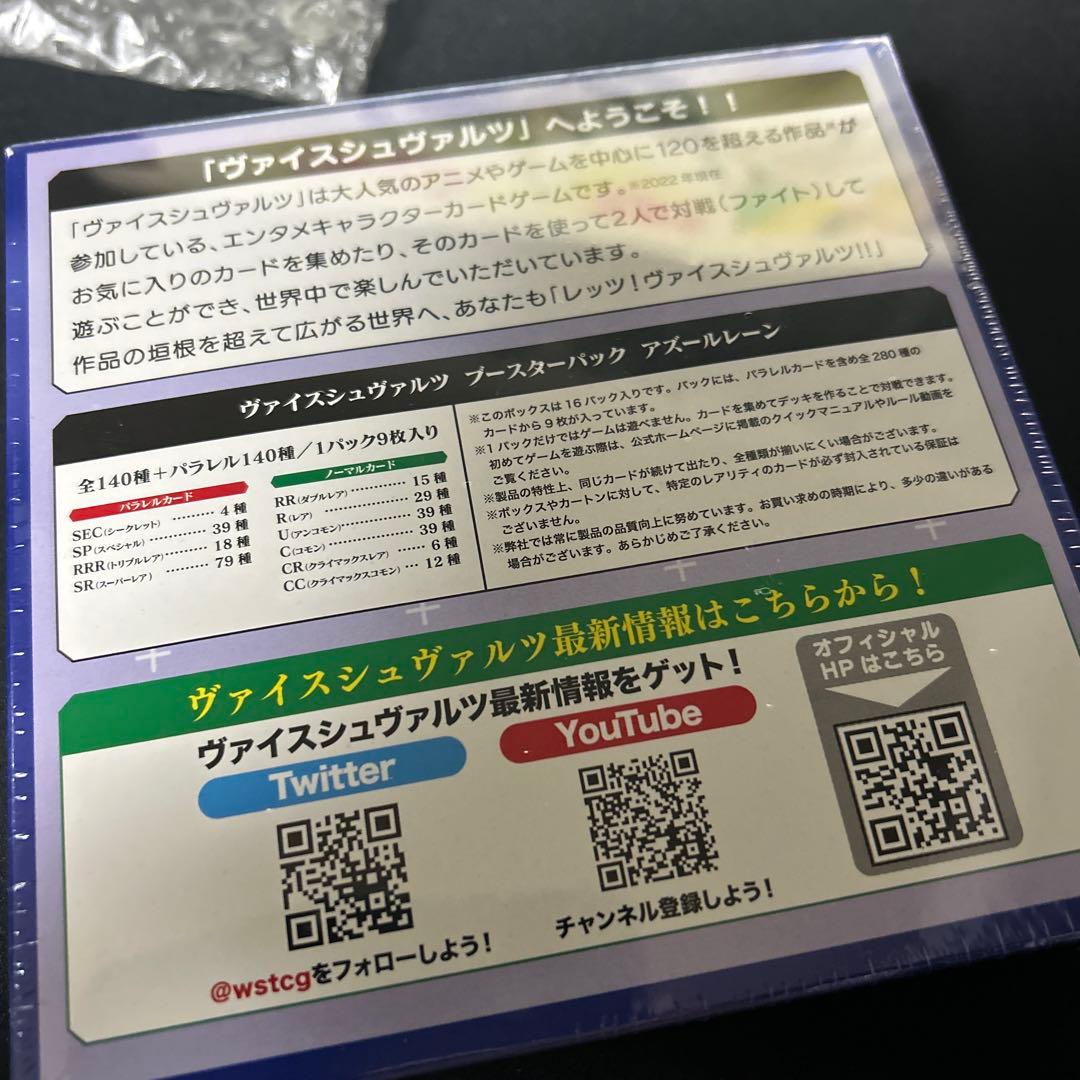 「ヴァイスシュヴァルツ」へようこそ！！
「ヴァイスシュヴァルツ」は大人気のアニメやゲームを中心に120を超える作品※が
参加している、エンタメキャラクターカードゲームです。※2022年現在
お気に入りのカードを集めたり、そのカードを使って2人で対戦(ファイト)して
遊ぶことができ、世界中で楽しんでいただいています。
作品の垣根を超えて広がる世界へ、あなたも「レッツ！ヴァイスシュヴァルツ!!」
ヴァイスシュヴァルツ ブースターパック アズールレーン
全140種＋パラレル140種／1パック9枚入り
パラレルカード
SEC(シークレット) ……… 4種
SP(スペシャル) ……… 39種
RRR(トリプルレア) ……… 18種
SR(スーパーレア) ……… 79種
ノーマルカード
RR(ダブルレア) ……… 15種
R(レア) ……… 29種
U(アンコモン) ……… 39種
C(コモン) ……… 39種
CR(クライマックスレア) …… 6種
CC(クライマックスコモン) … 12種
※このボックスは16パック入りです。パックには、パラレルカードを含め全280種の
カードから9枚が入っています。
※1パックだけではゲームは遊べません。カードを集めてデッキを作ることで対戦できます。
初めてゲームを遊ぶ際は、公式ホームページに掲載のクイックマニュアルやルール動画を
ご覧ください。
※製品の特性上、同じカードが続けて出たり、全種類が揃いにくい場合がございます。
※ボックスやカートンに対して、特定のレアリティのカードが必ず封入されている保証は
ございません。
※弊社では常に製品の品質向上に努めています。お買い求めの時期により、多少の違いがある
場合がございます。あらかじめご了承ください。
ヴァイスシュヴァルツ最新情報はこちらから！
ヴァイスシュヴァルツ最新情報をゲット！
Twitter
@wstcgをフォローしよう！
YouTube
チャンネル登録しよう！
オフィシャル
HPはこちら